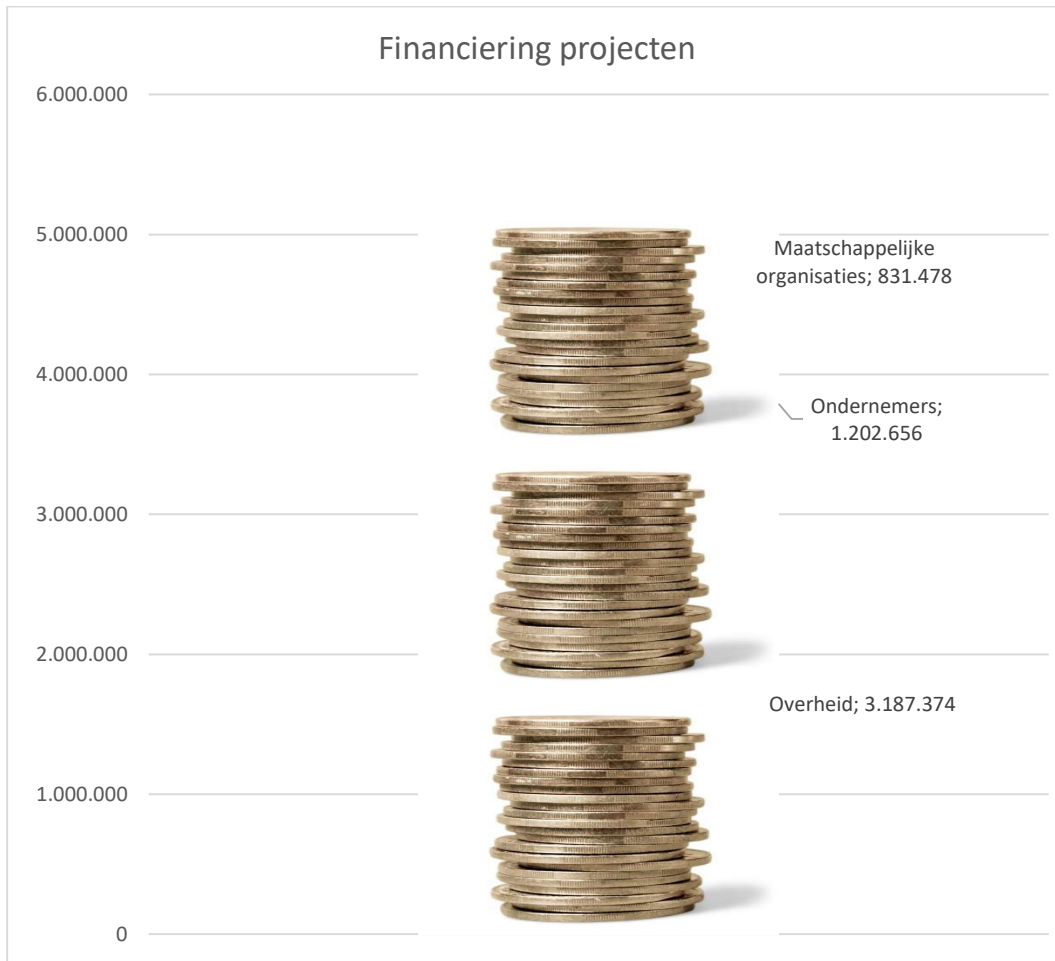 Financiering projecten
6.000.000
5.000.000
4.000.000
3.000.000
2.000.000
1.000.000
0
Maatschappelijke
organisaties; 831.478
Ondernemers;
1.202.656
Overheid; 3.187.374